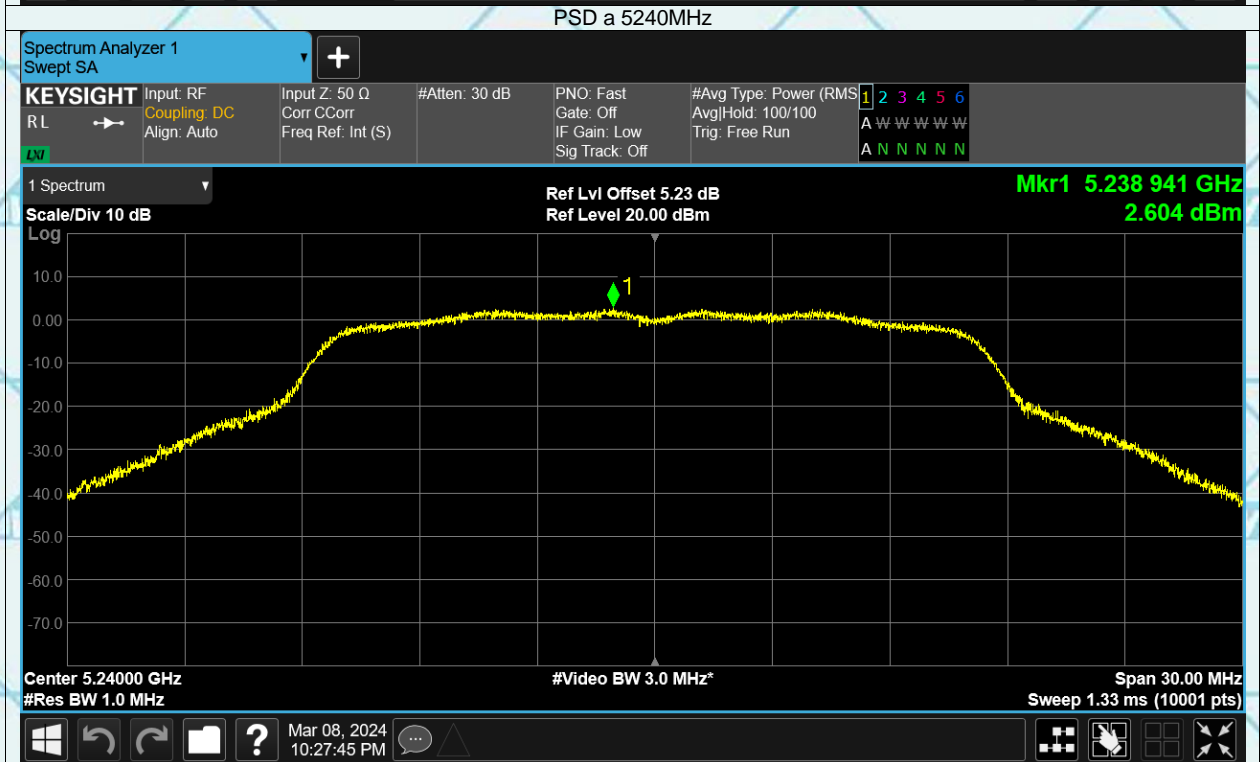 PSD a 5240MHz
Spectrum Analyzer 1
Swept SA
KEYSIGHT
RL
LXI
Input: RF
Coupling: DC
Align: Auto
Input Z: 50 Ω
Corr CCorr
Freq Ref: Int (S)
#Atten: 30 dB
PNO: Fast
Gate: Off
IF Gain: Low
Sig Track: Off
#Avg Type: Power (RMS
Avg|Hold: 100/100
Trig: Free Run
1 2 3 4 5 6
A W W W W W
A N N N N N
1 Spectrum
Scale/Div 10 dB
Log
Ref Lvl Offset 5.23 dB
Ref Level 20.00 dBm
Mkr1 5.238 941 GHz
2.604 dBm
1
10.0
0.00
-10.0
-20.0
-30.0
-40.0
-50.0
-60.0
-70.0
Center 5.24000 GHz
#Res BW 1.0 MHz
#Video BW 3.0 MHz*
Span 30.00 MHz
Sweep 1.33 ms (10001 pts)
?
Mar 08, 2024
10:27:45 PM